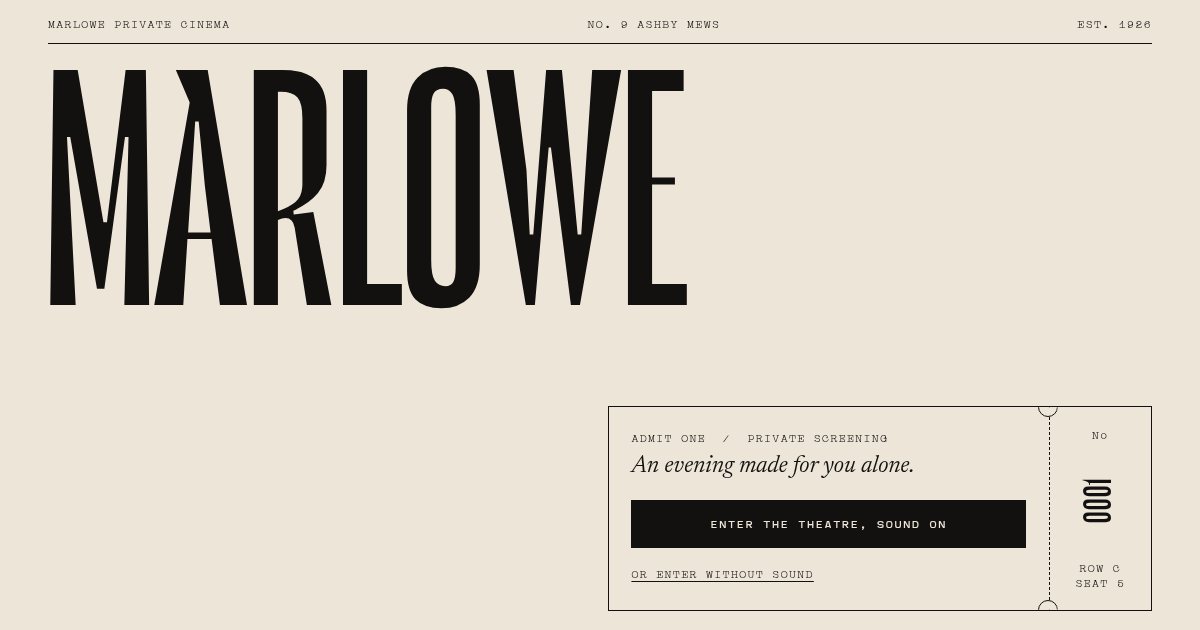 MARLOWE PRIVATE CINEMA
NO. 9 ASHBY MEWS
EST. 1926
MARLOWE
ADMIT ONE / PRIVATE SCREENING
An evening made for you alone.
ENTER THE THEATRE, SOUND ON
OR ENTER WITHOUT SOUND
No
1000
ROW C
SEAT 5